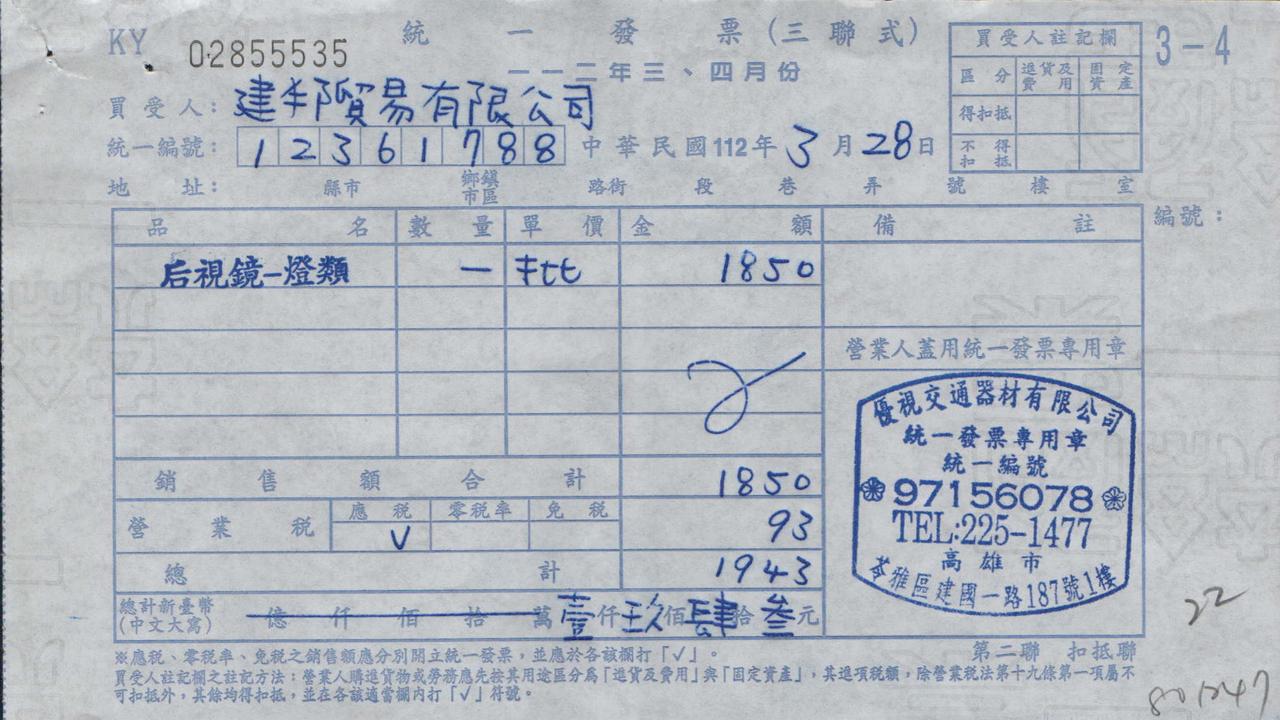 KY 02855535 統一發票(三聯式) 3-4
一一二年三、四月份
買受人註記欄
區分 進貨及費用 固定資產
得扣抵
不得扣抵
買受人: 建半阝貿易有限公司
統一編號: 12361788 中華民國112年3月28日
地址: 縣市 鄉鎮市區 路街 段 巷 弄 號 樓 室
品名 數量 單價 金額 備註 編號:
后視鏡-燈類 一 1850
營業人蓋用統一發票專用章
優視交通器材有限公司
統一發票專用章
統一編號
97156078
TEL:225-1477
高雄市
苓雅區建國一路187號1樓
銷售額合計 1850
營業稅 應稅 零稅率 免稅 93
V
總計 1943
總計新臺幣(中文大寫) 億仟佰拾萬壹仟玖佰肆拾叁元
22
※應稅、零稅率、免稅之銷售額應分別開立統一發票,並應於各該欄打「√」。
第二聯 扣抵聯
買受人註記欄之註記方法:營業人購進貨物或勞務應先按其用途區分為「進貨及費用」與「固定資產」,其進項稅額,除營業稅法第十九條第一項屬不
可扣抵外,其餘均得扣抵,並在各該適當欄內打「√」符號。